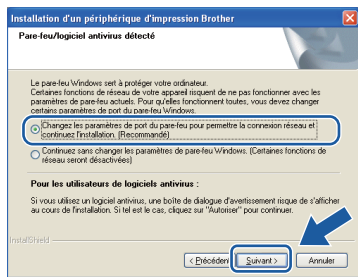 Installation d'un périphérique d'impression Brother
Pare-feu/logiciel antivirus détecté
Le pare-feu Windows sert à protéger votre ordinateur.
Certaines fonctions de réseau de votre appareil risquent de ne pas fonctionner avec les
paramètres de pare-feu actuels. Pour qu'elles fonctionnent toutes, vous devez changer
certains paramètres de port du pare-feu Windows.
Changez les paramètres de port du pare-feu pour permettre la connexion réseau et
continuez l'installation. (Recommandé)
Continuez sans changer les paramètres de pare-feu Windows. (Certaines fonctions de
réseau seront désactivées)
Pour les utilisateurs de logiciels antivirus :
Si vous utilisez un logiciel antivirus, une boîte de dialogue d'avertissement risque de s'afficher
au cours de l'installation. Si tel est le cas, cliquez sur "Autoriser" pour continuer.
InstallShield
< Précédent
Suivant >
Annuler